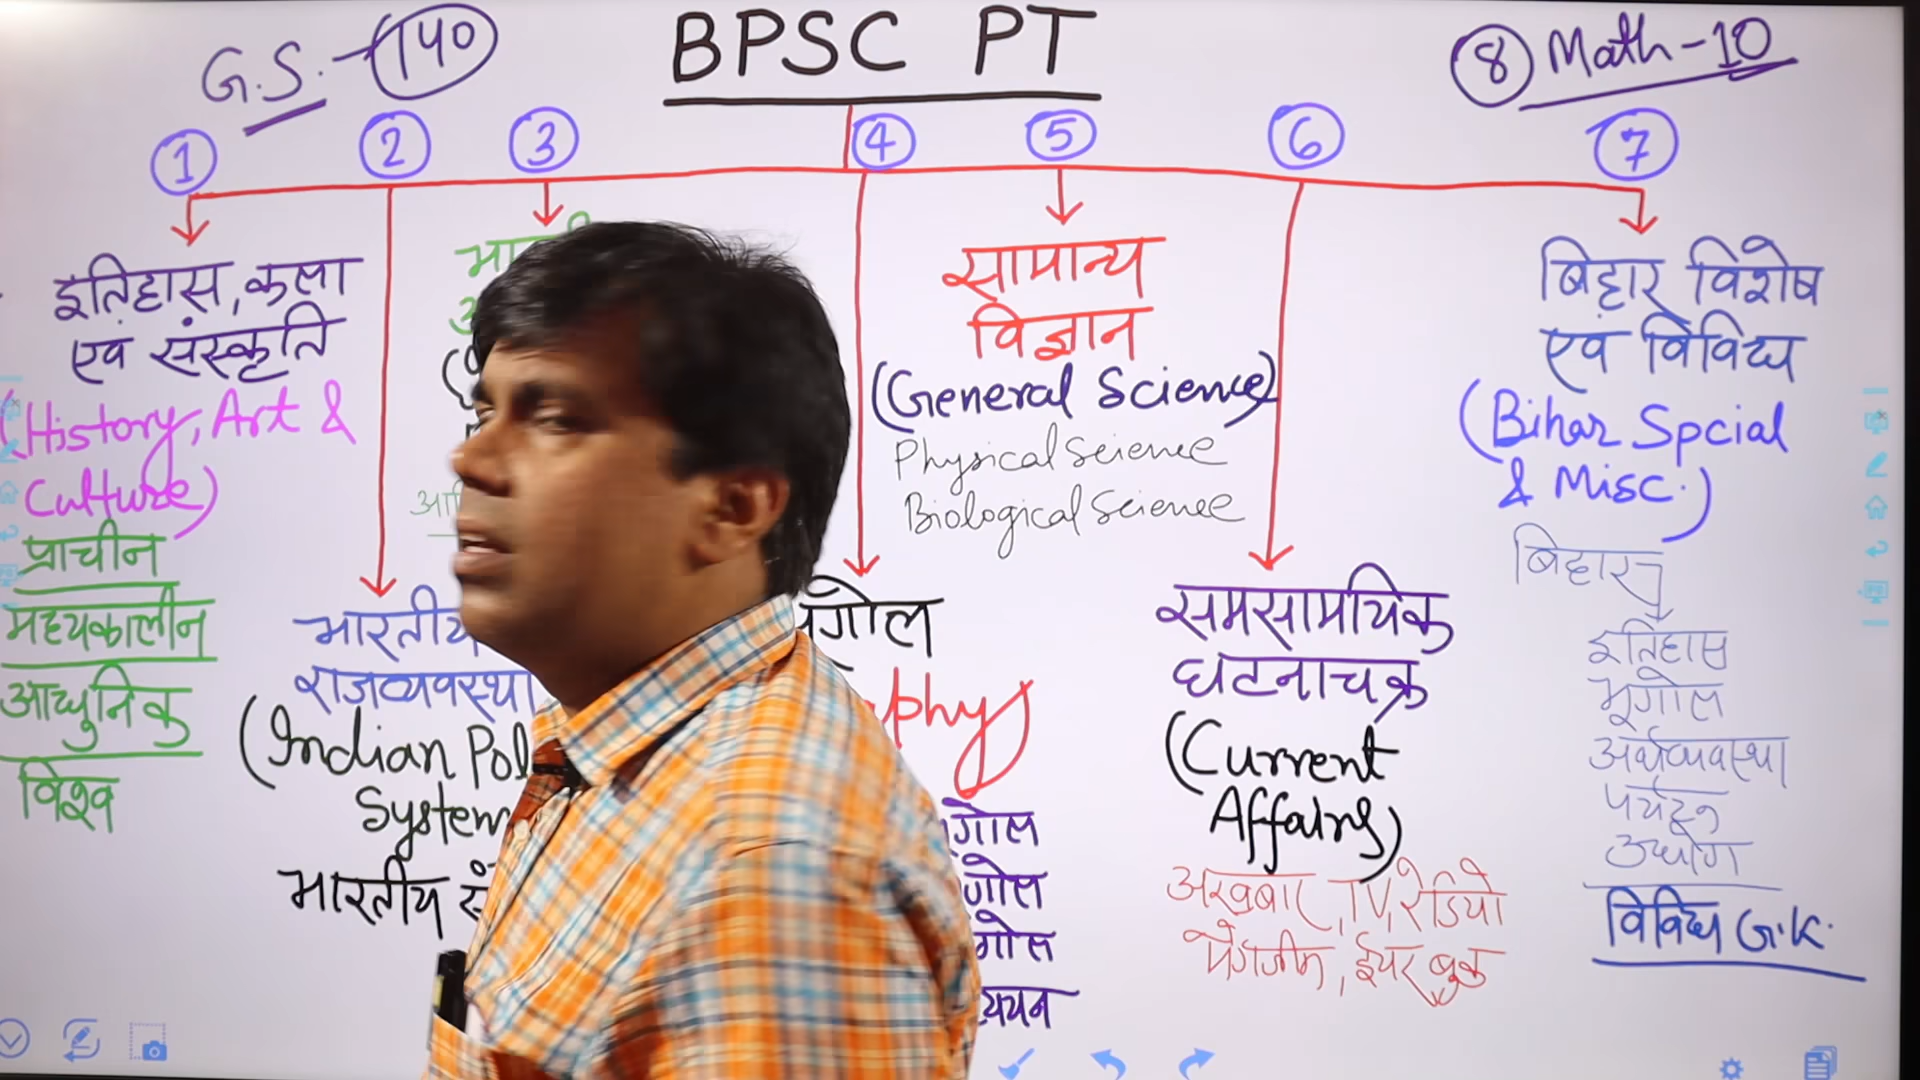 G.S. - 140
BPSC PT
8 Math - 10
1
2
3
4
5
6
7
इतिहास, कला
एवं संस्कृति
(History, Art &
Culture)
प्राचीन
मध्यकालीन
आधुनिक
विश्व
भारतीय
राजव्यवस्था
(Indian Pol
System
भारतीय
सामान्य
विज्ञान
(General Science)
Physical Science
Biological Science
समसामयिक
घटनाचक्र
(Current
Affairs)
अखबार, TV, रेडियो
मैगजीन, ईयर बुक
बिहार विशेष
एवं विविध
(Bihar Spcial
& Misc.)
बिहार
इतिहास
भूगोल
अर्थव्यवस्था
पर्यटन
उद्योग
विविध G.K.